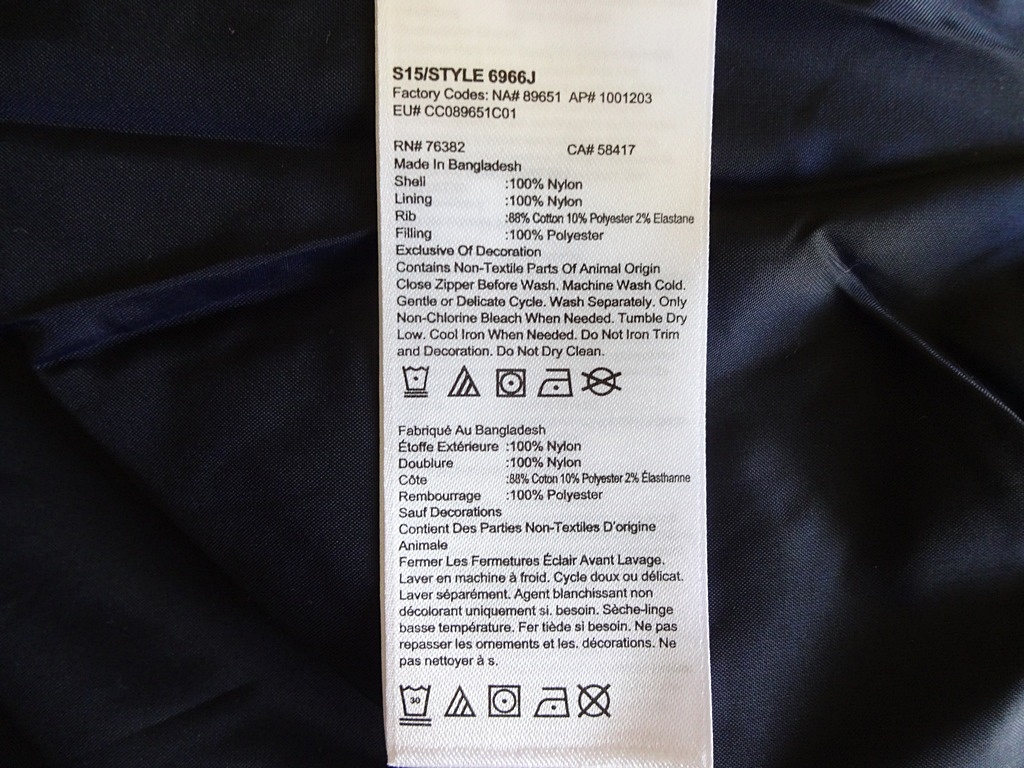 S15/STYLE 6966J
Factory Codes: NA# 89651 AP# 1001203
EU# CC089651C01
RN# 76382 CA# 58417
Made In Bangladesh
Shell :100% Nylon
Lining :100% Nylon
Rib :88% Cotton 10% Polyester 2% Elastane
Filling :100% Polyester
Exclusive Of Decoration
Contains Non-Textile Parts Of Animal Origin
Close Zipper Before Wash. Machine Wash Cold.
Gentle or Delicate Cycle. Wash Separately. Only
Non-Chlorine Bleach When Needed. Tumble Dry
Low. Cool Iron When Needed. Do Not Iron Trim
and Decoration. Do Not Dry Clean.
Fabriqué Au Bangladesh
Étoffe Extérieure :100% Nylon
Doublure :100% Nylon
Côte :88% Coton 10% Polyester 2% Élasthanne
Rembourrage :100% Polyester
Sauf Decorations
Contient Des Parties Non-Textiles D'origine
Animale
Fermer Les Fermetures Éclair Avant Lavage.
Laver en machine à froid. Cycle doux ou délicat.
Laver séparément. Agent blanchissant non
décolorant uniquement si. besoin. Sèche-linge
basse température. Fer tiède si besoin. Ne pas
repasser les ornements et les. décorations. Ne
pas nettoyer à s.
30